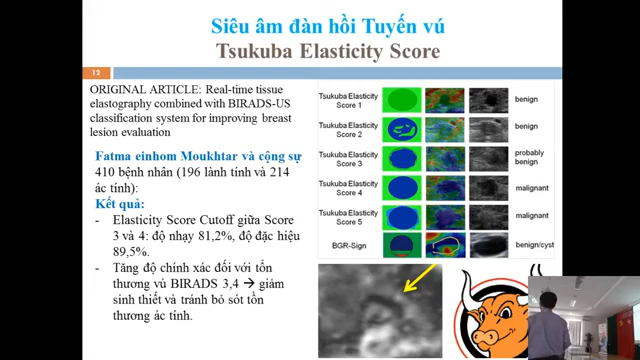 Siêu âm đàn hồi Tuyến vú
Tsukuba Elasticity Score
12
ORIGINAL ARTICLE: Real-time tissue
elastography combined with BIRADS-US
classification system for improving breast
lesion evaluation
Fatma einhom Moukhtar và cộng sự
410 bệnh nhân (196 lành tính và 214
ác tính):
Kết quả:
- Elasticity Score Cutoff giữa Score
3 và 4: độ nhạy 81,2%, độ đặc hiệu
89,5%.
- Tăng độ chính xác đối với tổn
thương vú BIRADS 3,4 → giảm
sinh thiết và tránh bỏ sót tổn
thương ác tính.
Tsukuba Elasticity
Score 1
benign
Tsukuba Elasticity
Score 2
benign
Tsukuba Elasticity
Score 3
probably
benign
Tsukuba Elasticity
Score 4
malignant
Tsukuba Elasticity
Score 5
malignant
BGR-Sign
benign/cyst